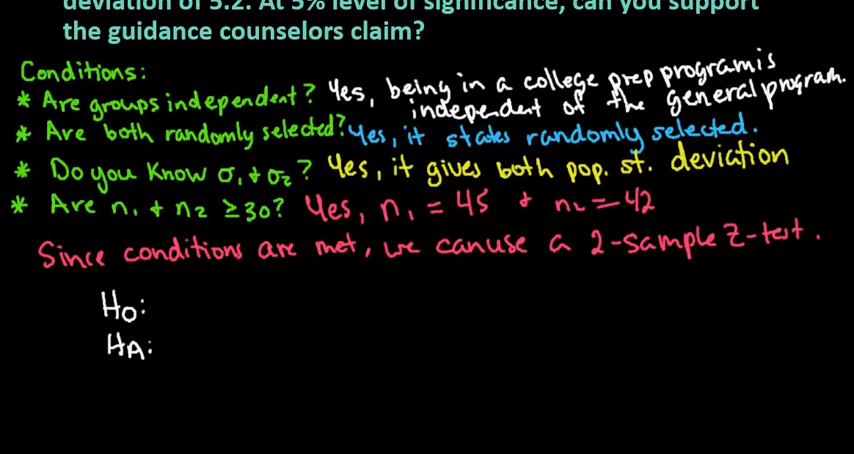 deviation of 5.2. At 5% level of significance, can you support
the guidance counselors claim?
Conditions:
* Are groups independent? Yes, being in a college prep program is
independent of the general program.
* Are both randomly selected? Yes, it states randomly selected.
* Do you know σ₁ + σ₂? Yes, it gives both pop. st. deviation
* Are n₁ + n₂ ≥ 30? Yes, n₁ = 45 + n₂ = 42
Since conditions are met, we can use a 2-sample Z-test.
H₀:
HA: